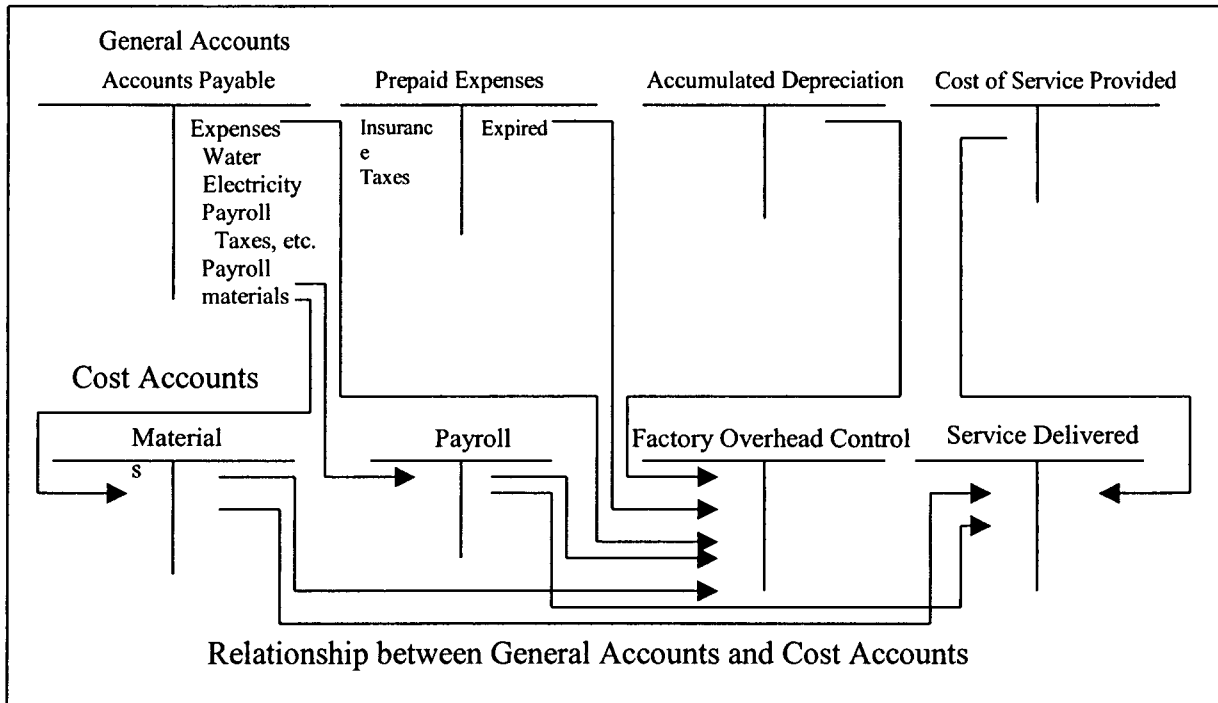 General Accounts
Accounts Payable
Prepaid Expenses
Accumulated Depreciation
Cost of Service Provided
Expenses
Water
Electricity
Payroll
Taxes, etc.
Payroll
materials
Insuranc
e
Taxes
Expired
Cost Accounts
Material
s
Payroll
Factory Overhead Control
Service Delivered
Relationship between General Accounts and Cost Accounts